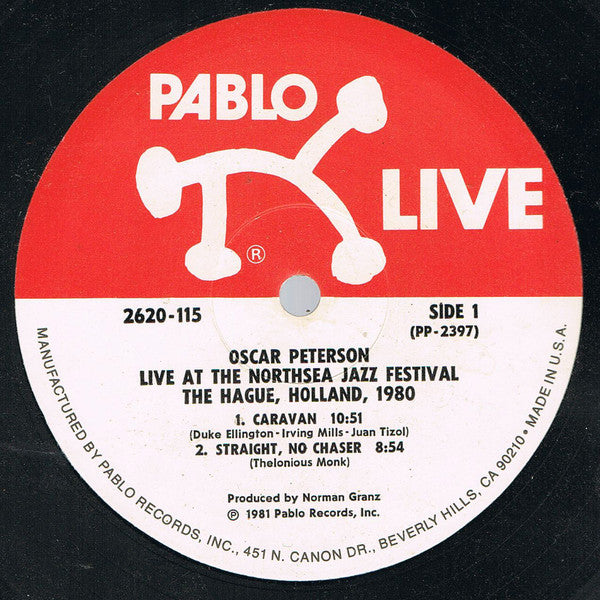 PABLO
LIVE
®
2620-115
SIDE 1
(PP-2397)
OSCAR PETERSON
LIVE AT THE NORTHSEA JAZZ FESTIVAL
THE HAGUE, HOLLAND, 1980
1. CARAVAN 10:51
(Duke Ellington-Irving Mills-Juan Tizol)
2. STRAIGHT, NO CHASER 8:54
(Thelonious Monk)
Produced by Norman Granz
℗ 1981 Pablo Records, Inc.
MANUFACTURED BY PABLO RECORDS, INC., 451 N. CANON DR., BEVERLY HILLS, CA 90210 • MADE IN U.S.A.